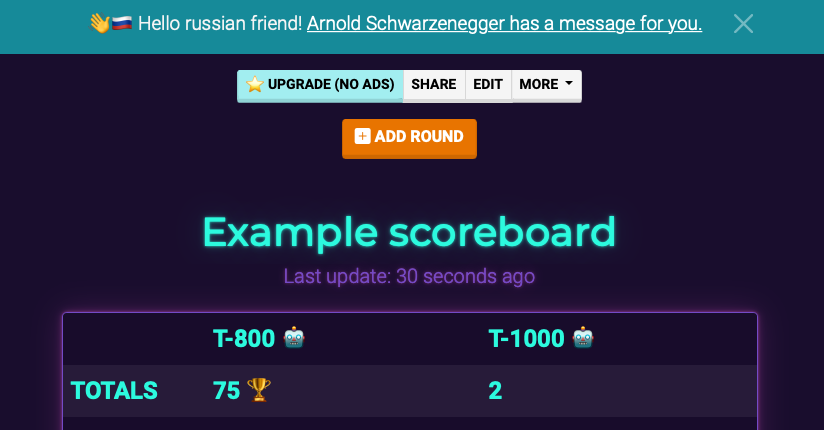 👋🇷🇺 Hello russian friend! Arnold Schwarzenegger has a message for you.
⭐ UPGRADE (NO ADS) SHARE EDIT MORE
ADD ROUND
Example scoreboard
Last update: 30 seconds ago
T-800 🤖 T-1000 🤖
TOTALS 75 🏆 2